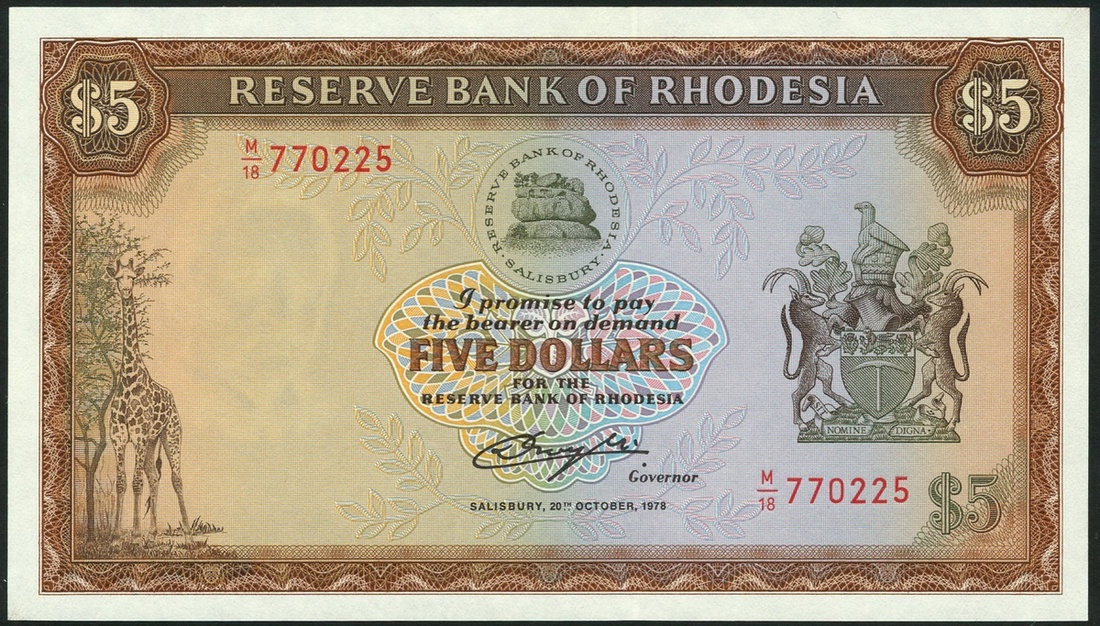 $5 RESERVE BANK OF RHODESIA $5
M/18 770225
RESERVE BANK OF RHODESIA
· SALISBURY ·
I promise to pay
the bearer on demand
FIVE DOLLARS
FOR THE
RESERVE BANK OF RHODESIA
SIT NOMINE DIGNA
Governor
M/18 770225 $5
SALISBURY, 20TH OCTOBER, 1978